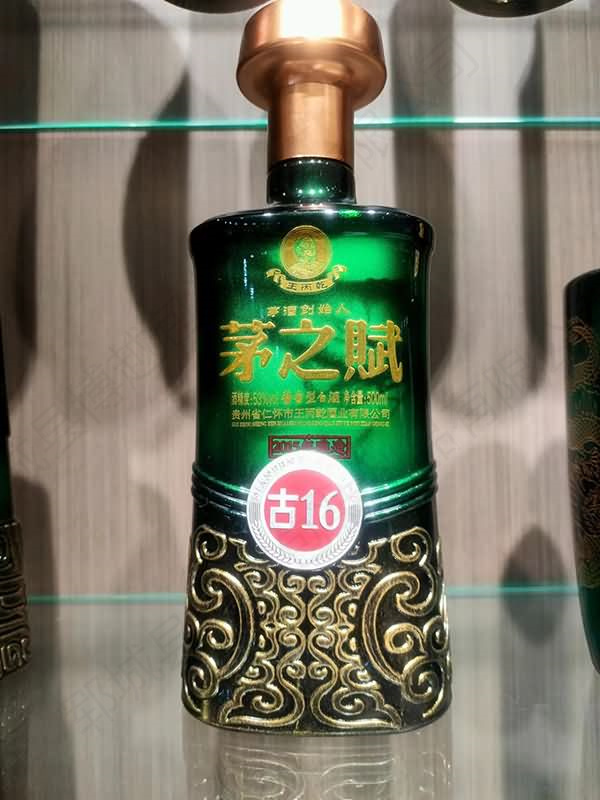 王丙乾
茅酒创始人
茅之赋
酒精度:53%vol 酱香型白酒 净含量:500ml
贵州省仁怀市王丙乾酒业有限公司
古16